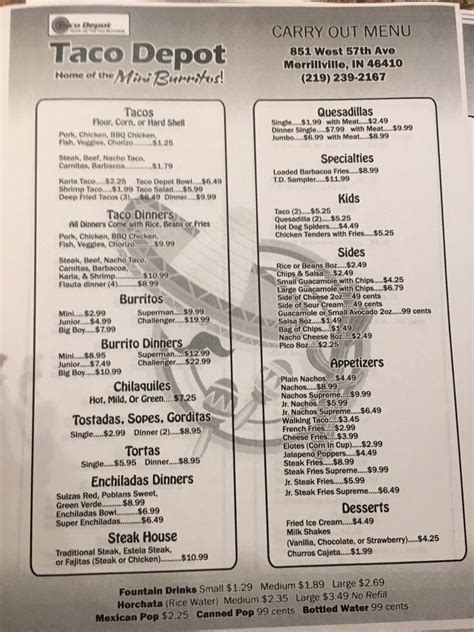 Taco Depot
Taco Depot
Home of the Mini Burritos!
CARRY OUT MENU
851 West 57th Ave
Merrillville, IN 46410
(219) 239-2167
Tacos
Flour, Corn, or Hard Shell
Pork, Chicken, BBQ Chicken,
Fish, Veggies, Chorizo.....$1.25
Steak, Beef, Nacho Taco,
Carnitas, Barbacoa.........$1.79
Karla Taco.....$2.25 Taco Depot Bowl.....$6.49
Shrimp Taco.....$1.99 Taco Salad.....$5.99
Deep Fried Tacos (3).....$6.49 Dinner.....$9.99
Taco Dinners
All Dinners Come with Rice, Beans or Fries
Pork, Chicken, BBQ Chicken,
Fish, Veggies, Chorizo.....$9.99
Steak, Beef, Nacho Taco,
Carnitas, Barbacoa,
Karla, & Shrimp.........$10.99
Flauta dinner (4).....$8.99
Burritos
Mini.....$2.99 Superman.....$9.99
Junior.....$4.99 Challenger.....$19.99
Big Boy.....$7.99
Burrito Dinners
Mini.....$8.95 Superman.....$12.99
Junior.....$7.49 Challenger.....$22.99
Big Boy.....$10.99
Chilaquiles
Hot, Mild, Or Green.....$7.25
Tostadas, Sopes, Gorditas
Single.....$2.99 Dinner (2).....$8.95
Tortas
Single.....$5.95 Dinner.....$8.95
Enchiladas Dinners
Suizas Red, Poblans Sweet,
Green Verde.....$8.99
Enchiladas Bowl.....$6.99
Super Enchiladas.....$6.49
Steak House
Traditional Steak, Estela Steak,
or Fajitas (Steak or Chicken).....$10.99
Quesadillas
Single.....$1.99 with Meat.....$2.49
Dinner Single.....$7.99 with Meat.....$9.99
Jumbo.....$6.99 with Meat.....$8.99
Specialties
Loaded Barbacoa Fries.....$8.99
T.D. Sampler.....$11.99
Kids
Taco (2).....$5.25
Quesadilla (2).....$5.25
Hot Dog Spiders.....$4.49
Chicken Tenders with Fries.....$5.49
Sides
Rice or Beans 8oz.....$2.49
Chips & Salsa.....$2.49
Small Guacamole with Chips.....$4.25
Large Guacamole with Chips.....$6.79
Side of Cheese 2oz.....49 cents
Side of Sour Cream.....49 cents
Guacamole or Small Avocado 2oz.....99 cents
Salsa 8oz.....$1.49
Bag of Chips.....$1.49
Nacho Cheese 8oz.....$2.49
Pico 8oz.....$2.25
Appetizers
Plain Nachos.....$4.49
Nachos.....$8.49
Nachos Supreme.....$9.99
Jr. Nachos.....$5.99
Jr. Nachos Supreme.....$6.49
Walking Taco.....$3.45
French Fries.....$2.99
Cheese Fries.....$3.99
Elotes (Corn In Cup).....$2.99
Jalapeno Poppers.....$4.49
Steak Fries.....$8.99
Steak Fries Supreme.....$9.49
Jr. Steak Fries.....$5.99
Jr. Steak Fries Supreme.....$6.49
Desserts
Fried Ice Cream.....$4.49
Milk Shakes
(Vanilla, Chocolate, or Strawberry).....$4.25
Churros Cajeta.....$1.99
Fountain Drinks Small $1.29 Medium $1.89 Large $2.69
Horchata (Rice Water) Medium $2.35 Large $3.49 No Refill
Mexican Pop $2.25 Canned Pop 99 cents Bottled Water 99 cents